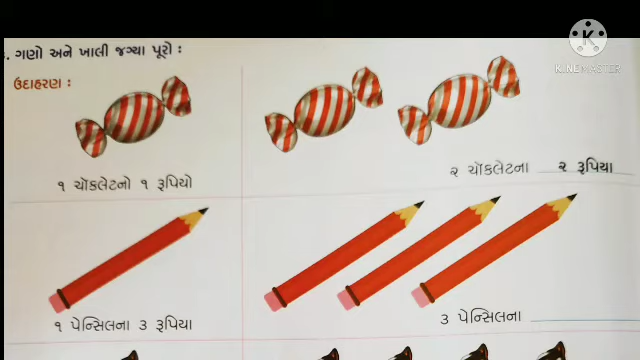 ગણો અને ખાલી જગ્યા પૂરો :
ઉદાહરણ :
૧ ચૉકલેટનો ૧ રૂપિયો
૨ ચૉકલેટના ૨ રૂપિયા
૧ પેન્સિલના ૩ રૂપિયા
૩ પેન્સિલના
K
KINEMASTER